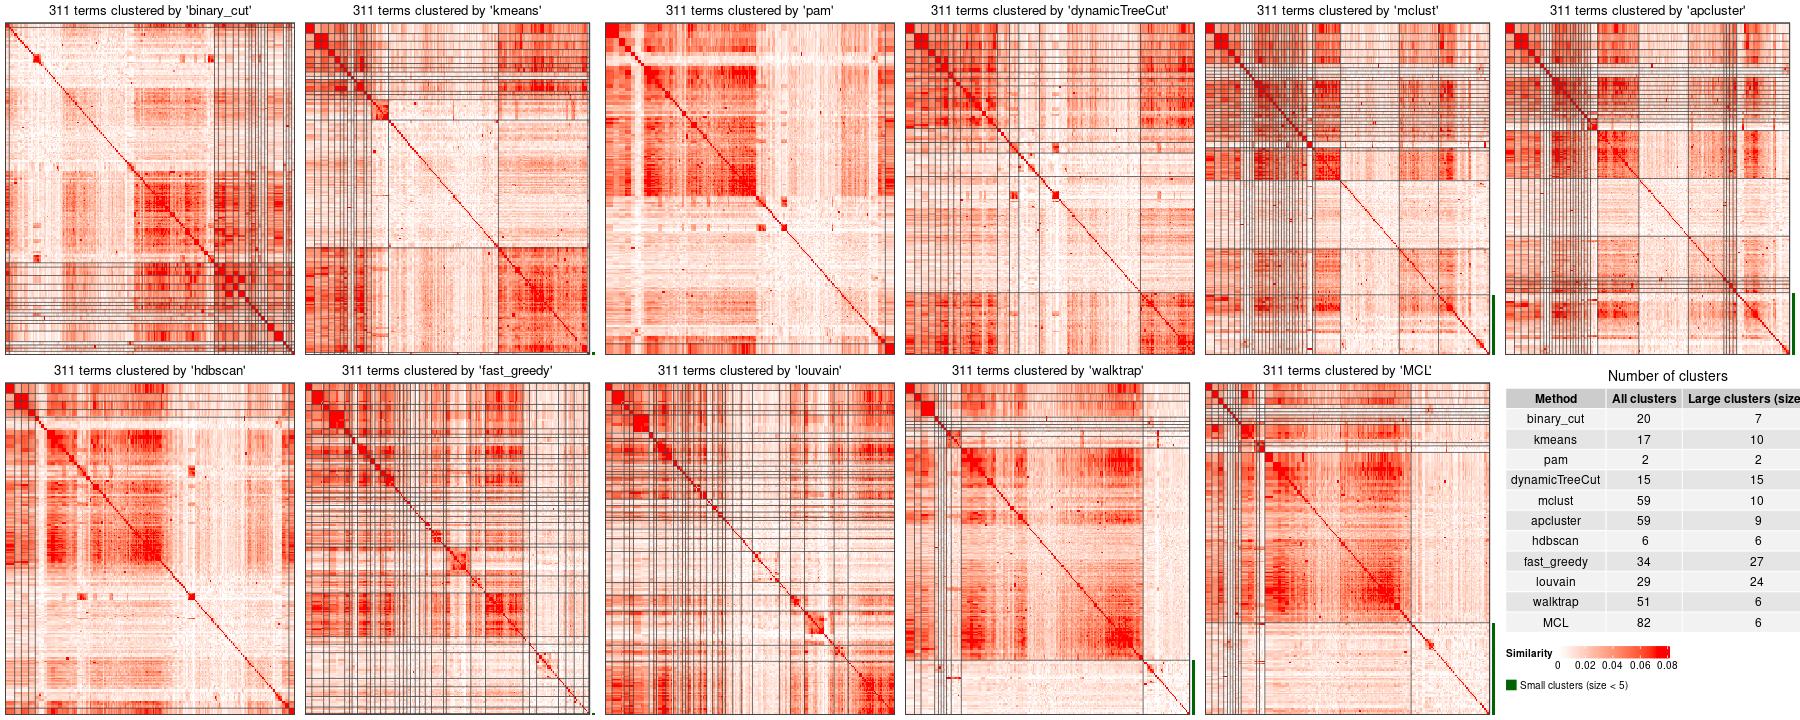 311 terms clustered by 'binary_cut'
311 terms clustered by 'kmeans'
311 terms clustered by 'pam'
311 terms clustered by 'dynamicTreeCut'
311 terms clustered by 'mclust'
311 terms clustered by 'apcluster'
311 terms clustered by 'hdbscan'
311 terms clustered by 'fast_greedy'
311 terms clustered by 'louvain'
311 terms clustered by 'walktrap'
311 terms clustered by 'MCL'
Number of clusters
Method All clusters Large clusters (size
binary_cut 20 7
kmeans 17 10
pam 2 2
dynamicTreeCut 15 15
mclust 59 10
apcluster 59 9
hdbscan 6 6
fast_greedy 34 27
louvain 29 24
walktrap 51 6
MCL 82 6
Similarity
0 0.02 0.04 0.06 0.08
Small clusters (size < 5)